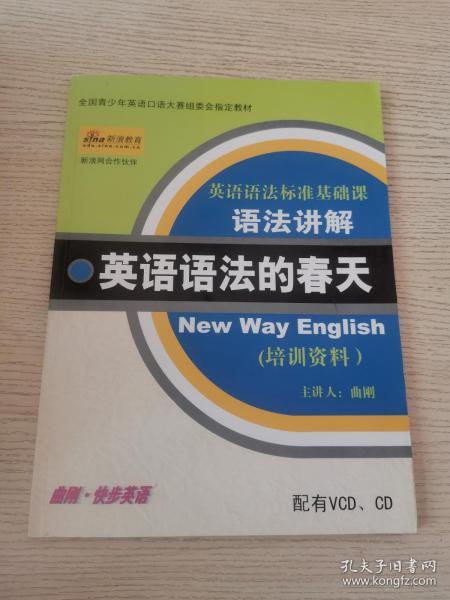 全国青少年英语口语大赛组委会指定教材
sina 新浪教育
edu.sina.com.cn
新浪网合作伙伴
英语语法标准基础课
语法讲解
英语语法的春天
New Way English
(培训资料)
主讲人：曲刚
曲刚·快步英语
配有VCD、CD
孔夫子旧书网
www.kongfz.com